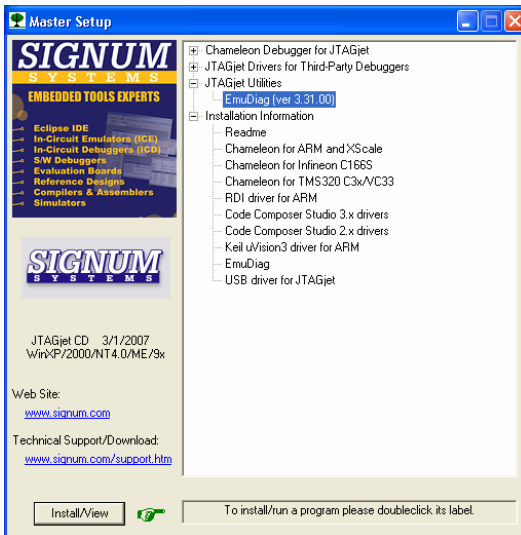 Master Setup
SIGNUM
SYSTEMS
EMBEDDED TOOLS EXPERTS
Eclipse IDE
In-Circuit Emulators (ICE)
In-Circuit Debuggers (ICD)
S/W Debuggers
Evaluation Boards
Reference Designs
Compilers & Assemblers
Simulators
SIGNUM
SYSTEMS
JTAGjet CD 3/1/2007
WinXP/2000/NT4.0/ME/9x
Web Site:
www.signum.com
Technical Support/Download:
www.signum.com/support.htm
Chameleon Debugger for JTAGjet
JTAGjet Drivers for Third-Party Debuggers
JTAGjet Utilities
EmuDiag (ver 3.31.00)
Installation Information
Readme
Chameleon for ARM and XScale
Chameleon for Infineon C166S
Chameleon for TMS320 C3x/VC33
RDI driver for ARM
Code Composer Studio 3.x drivers
Code Composer Studio 2.x drivers
Keil uVision3 driver for ARM
EmuDiag
USB driver for JTAGjet
Install/View
To install/run a program please doubleclick its label.